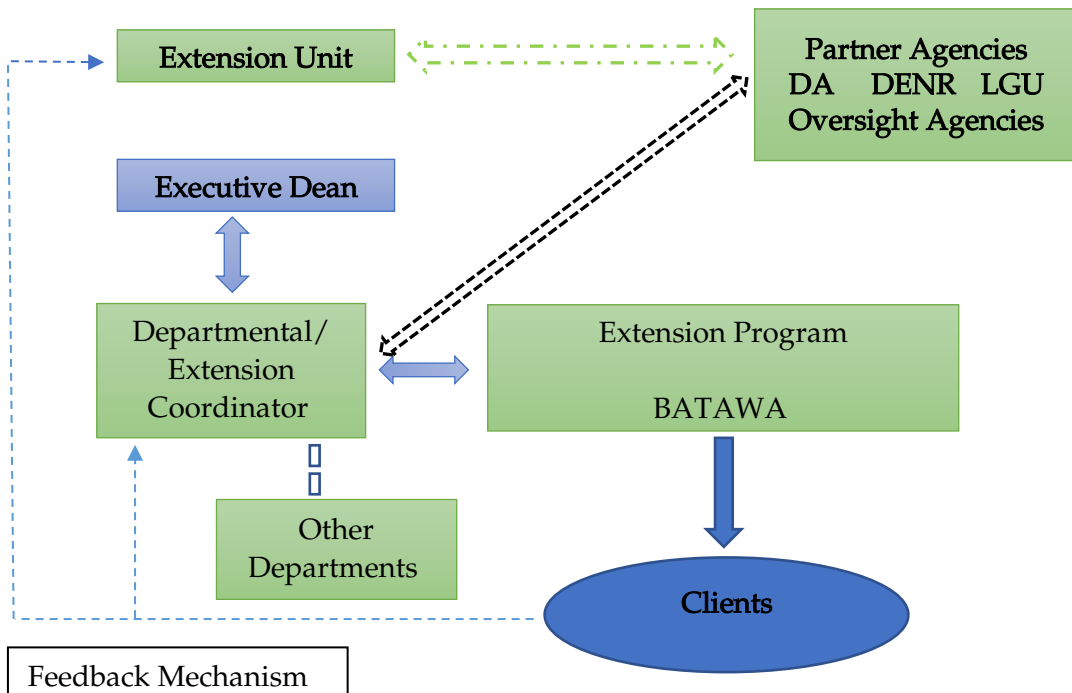 Extension Unit
Partner Agencies
DA DENR LGU
Oversight Agencies
Executive Dean
Departmental/
Extension
Coordinator
Extension Program
BATAWA
Other
Departments
Clients
Feedback Mechanism